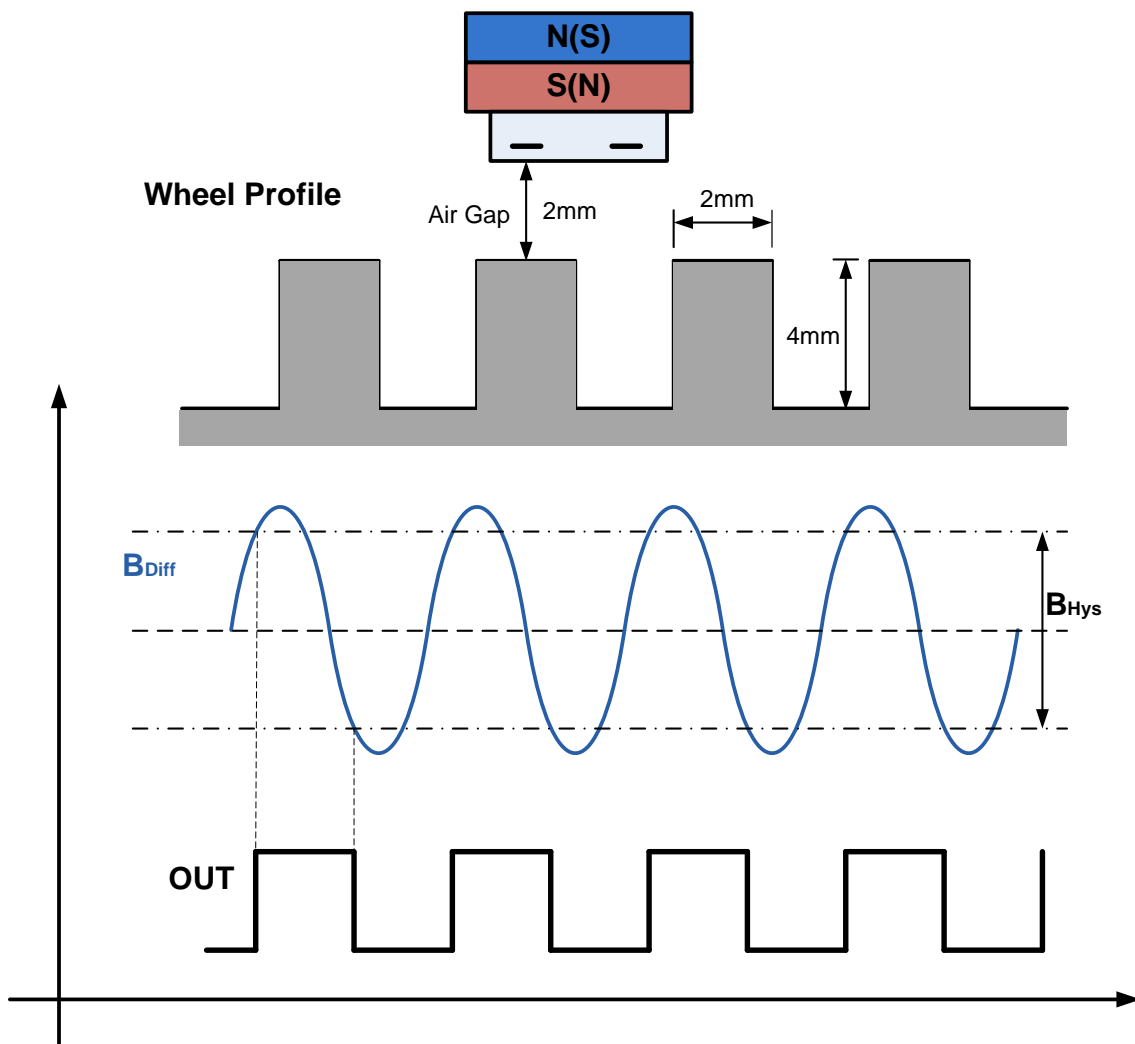 N(S)
S(N)
Wheel Profile
Air Gap
2mm
2mm
4mm
BDiff
BHys
OUT